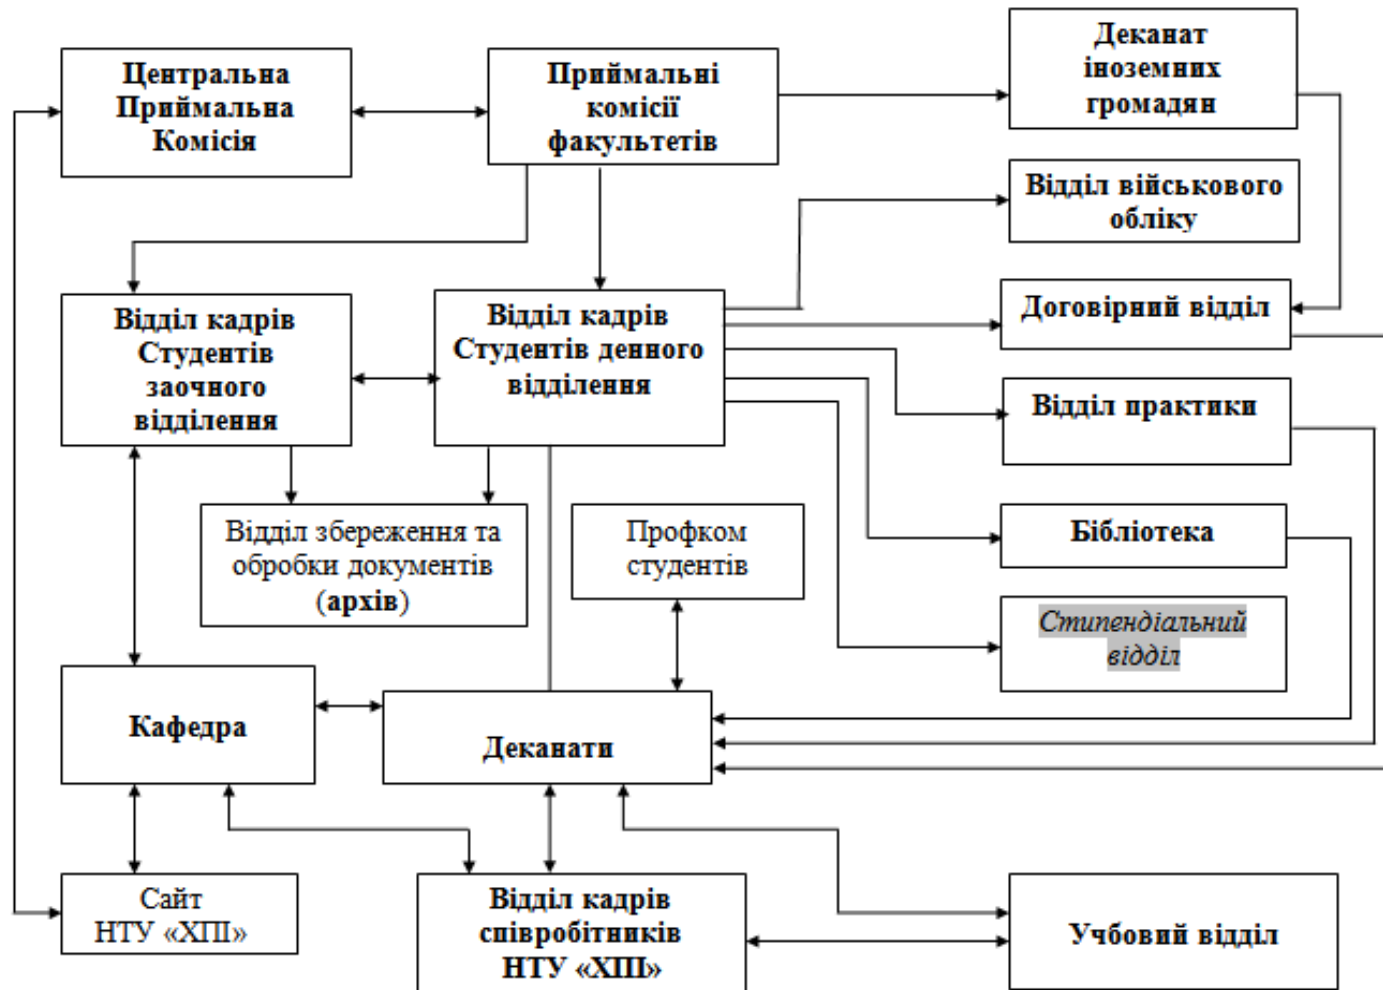 Центральна
Приймальна
Комісія
Приймальні
комісії
факультетів
Деканат
іноземних
громадян
Відділ військового
обліку
Відділ кадрів
Студентів
заочного
відділення
Відділ кадрів
Студентів денного
відділення
Договірний відділ
Відділ практики
Відділ збереження та
обробки документів
(архів)
Профком
студентів
Бібліотека
Стипендіальний
відділ
Кафедра
Деканати
Сайт
НТУ «ХПІ»
Відділ кадрів
співробітників
НТУ «ХПІ»
Учбовий відділ